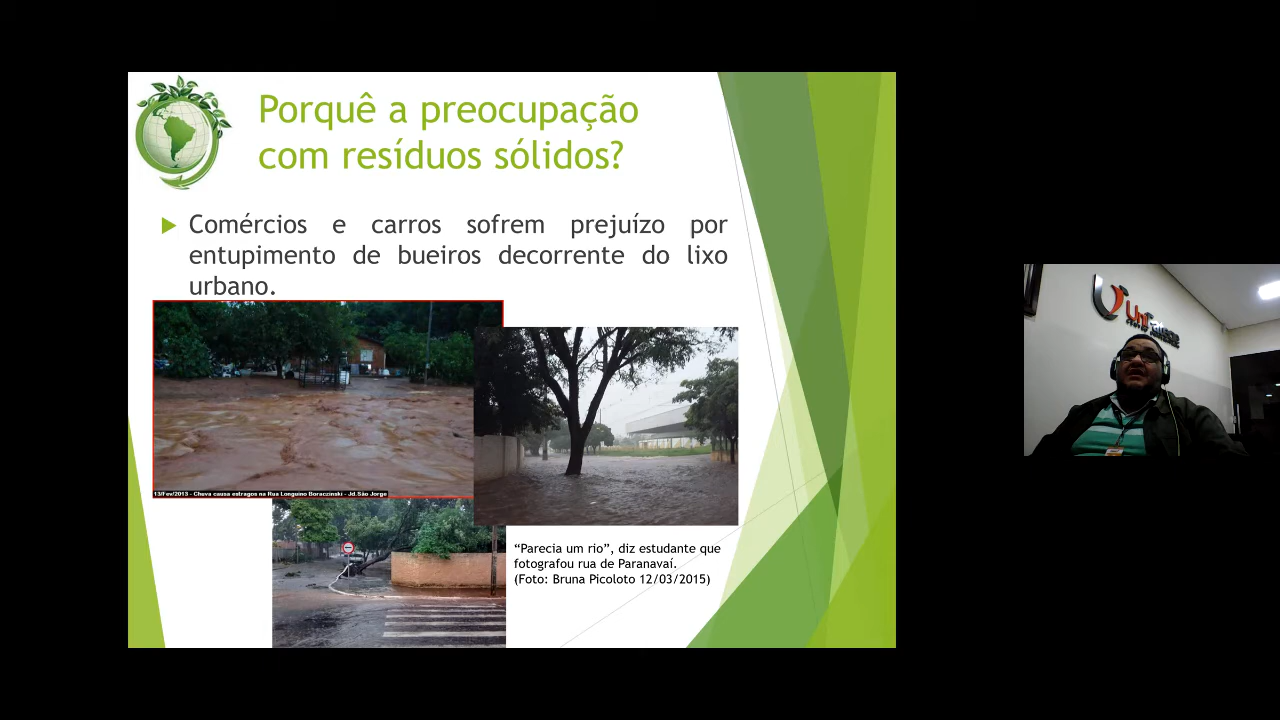 Porquê a preocupação
com resíduos sólidos?
Comércios e carros sofrem prejuízo por
entupimento de bueiros decorrente do lixo
urbano.
13/Fev/2013 - Chuva causa estragos na Rua Longuino Boraczinski - Jd.São Jorge
“Parecia um rio”, diz estudante que
fotografou rua de Paranavaí.
(Foto: Bruna Picoloto 12/03/2015)